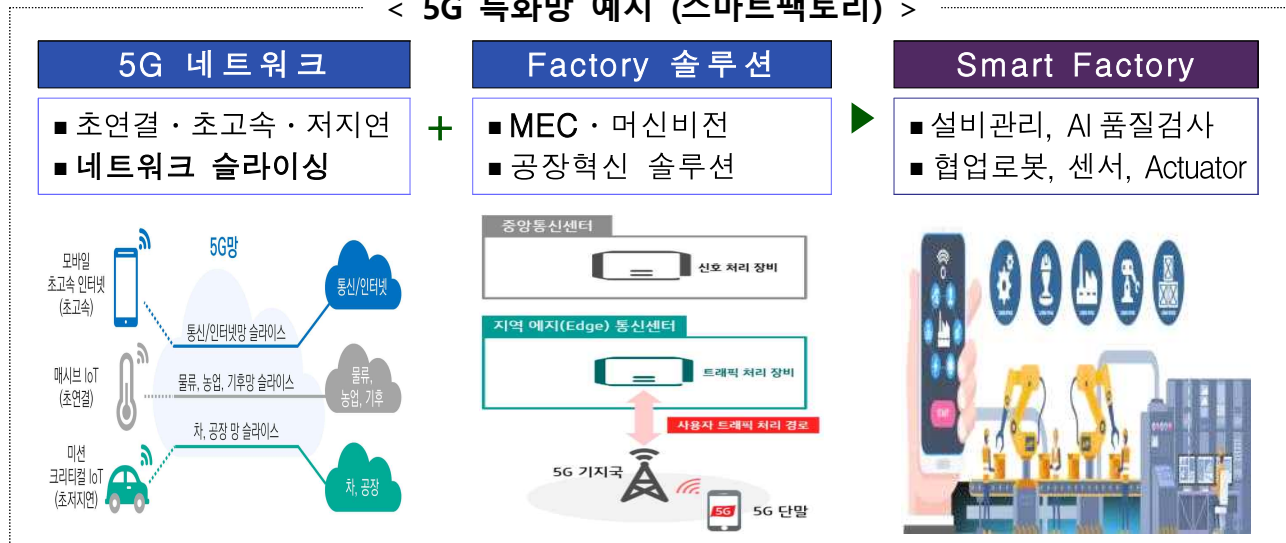 < 5G 특화망 예시 (스마트팩토리) >
5G 네트워크
■ 초연결 · 초고속 · 저지연
■ 네트워크 슬라이싱
+
Factory 솔루션
■ MEC · 머신비전
■ 공장혁신 솔루션
Smart Factory
■ 설비관리, AI 품질검사
■ 협업로봇, 센서, Actuator
5G망
모바일
초고속 인터넷
(초고속)
통신/인터넷망 슬라이스
통신/인터넷
매시브 IoT
(초연결)
물류, 농업, 기후망 슬라이스
물류,
농업, 기후
미션
크리티컬 IoT
(초저지연)
차, 공장 망 슬라이스
차, 공장
중앙통신센터
신호 처리 장비
지역 에지(Edge) 통신센터
트래픽 처리 장비
사용자 트래픽 처리 경로
5G 기지국
5G
5G 단말
START